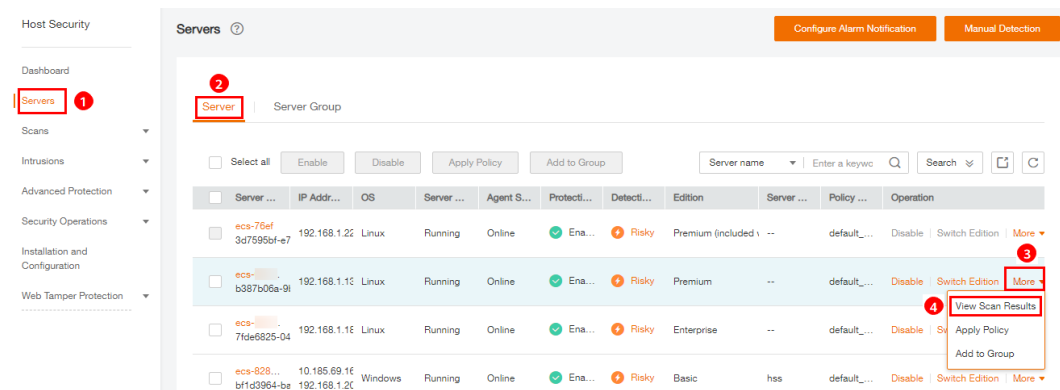 Host Security
Servers
Configure Alarm Notification
Manual Detection
Dashboard
Servers
1
Scans
Intrusions
Advanced Protection
Security Operations
Installation and
Configuration
Web Tamper Protection
2
Server
Server Group
Select all
Enable
Disable
Apply Policy
Add to Group
Server name
Enter a keywc
Search
Server ... IP Addr... OS Server ... Agent S... Protecti... Detecti... Edition Server ... Policy ... Operation
ecs-76ef
3d7595bf-e7 192.168.1.22 Linux Running Online Ena... Risky Premium (included -- default_... Disable Switch Edition More
3
ecs-
b387b06a-9 192.168.1.13 Linux Running Online Ena... Risky Premium -- default_... Disable Switch Edition More
4
View Scan Results
Apply Policy
Add to Group
ecs-
7fde6825-04 192.168.1.18 Linux Running Online Ena... Risky Enterprise -- default_... Disable Sw
ecs-828... 10.185.69.16
bf1d3964-ba 192.168.1.20 Windows Running Online Ena... Risky Basic hss default_... Disable Switch Edition More